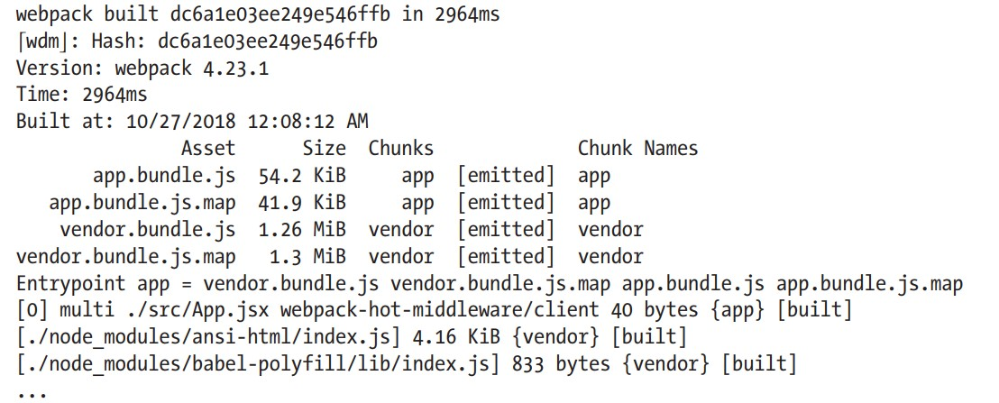 webpack built dc6a1e03ee249e546ffb in 2964ms
⌈wdm⌋: Hash: dc6a1e03ee249e546ffb
Version: webpack 4.23.1
Time: 2964ms
Built at: 10/27/2018 12:08:12 AM
Asset Size Chunks Chunk Names
app.bundle.js 54.2 KiB app [emitted] app
app.bundle.js.map 41.9 KiB app [emitted] app
vendor.bundle.js 1.26 MiB vendor [emitted] vendor
vendor.bundle.js.map 1.3 MiB vendor [emitted] vendor
Entrypoint app = vendor.bundle.js vendor.bundle.js.map app.bundle.js app.bundle.js.map
[0] multi ./src/App.jsx webpack-hot-middleware/client 40 bytes {app} [built]
[./node_modules/ansi-html/index.js] 4.16 KiB {vendor} [built]
[./node_modules/babel-polyfill/lib/index.js] 833 bytes {vendor} [built]
...